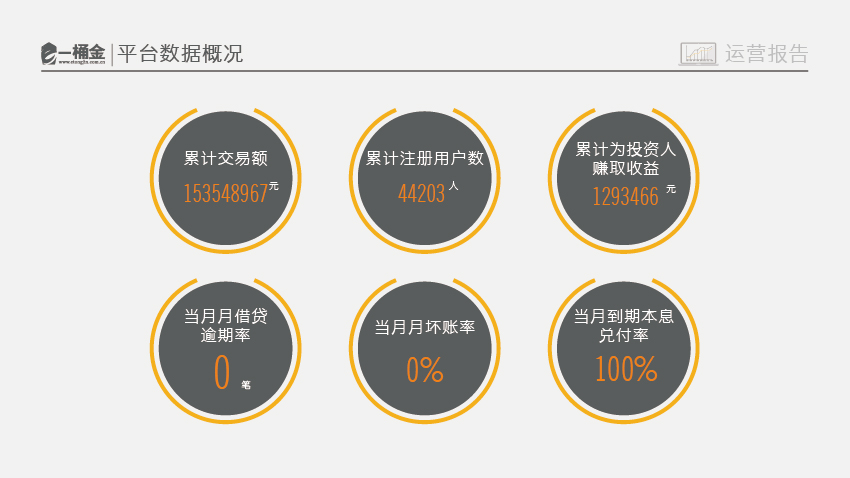 一桶金
平台数据概况
运营报告
累计交易额
153548967元
累计注册用户数
44203人
累计为投资人
赚取收益
1293466元
当月月借贷
逾期率
0笔
当月月坏账率
0%
当月到期本息
兑付率
100%